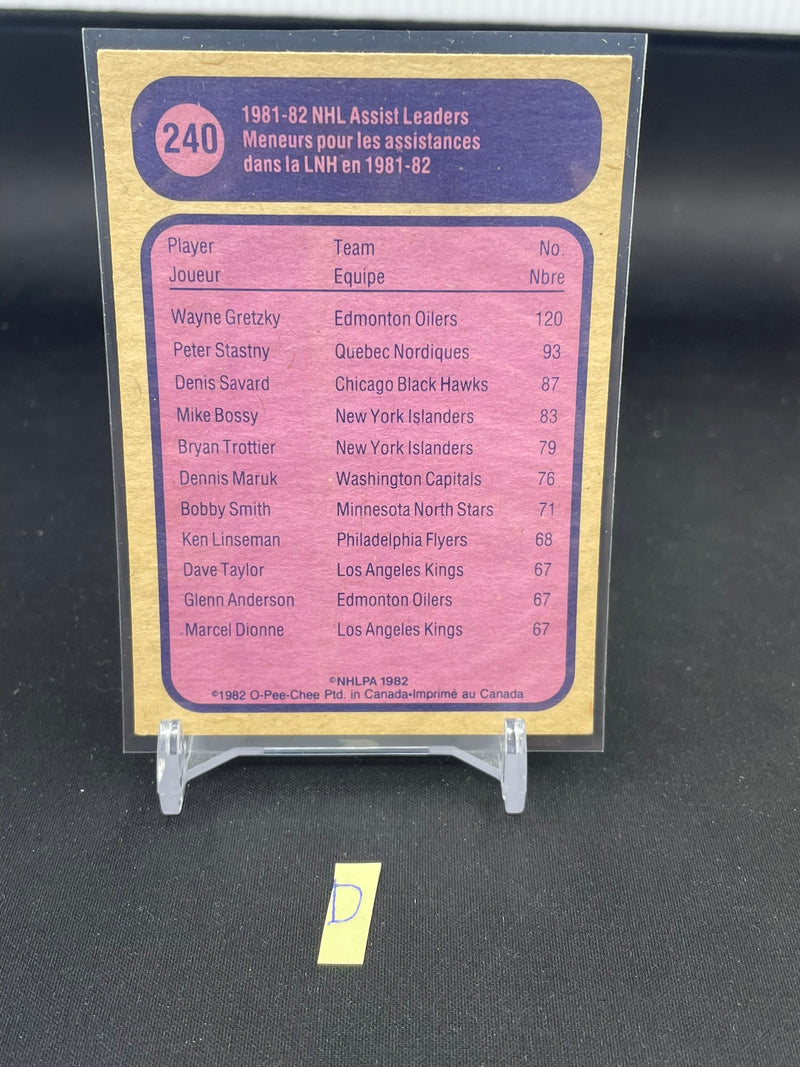 240
1981-82 NHL Assist Leaders
Meneurs pour les assistances
dans la LNH en 1981-82
Player Team No.
Joueur Equipe Nbre
Wayne Gretzky Edmonton Oilers 120
Peter Stastny Quebec Nordiques 93
Denis Savard Chicago Black Hawks 87
Mike Bossy New York Islanders 83
Bryan Trottier New York Islanders 79
Dennis Maruk Washington Capitals 76
Bobby Smith Minnesota North Stars 71
Ken Linseman Philadelphia Flyers 68
Dave Taylor Los Angeles Kings 67
Glenn Anderson Edmonton Oilers 67
Marcel Dionne Los Angeles Kings 67
©NHLPA 1982
©1982 O-Pee-Chee Ptd. in Canada•Imprimé au Canada
D